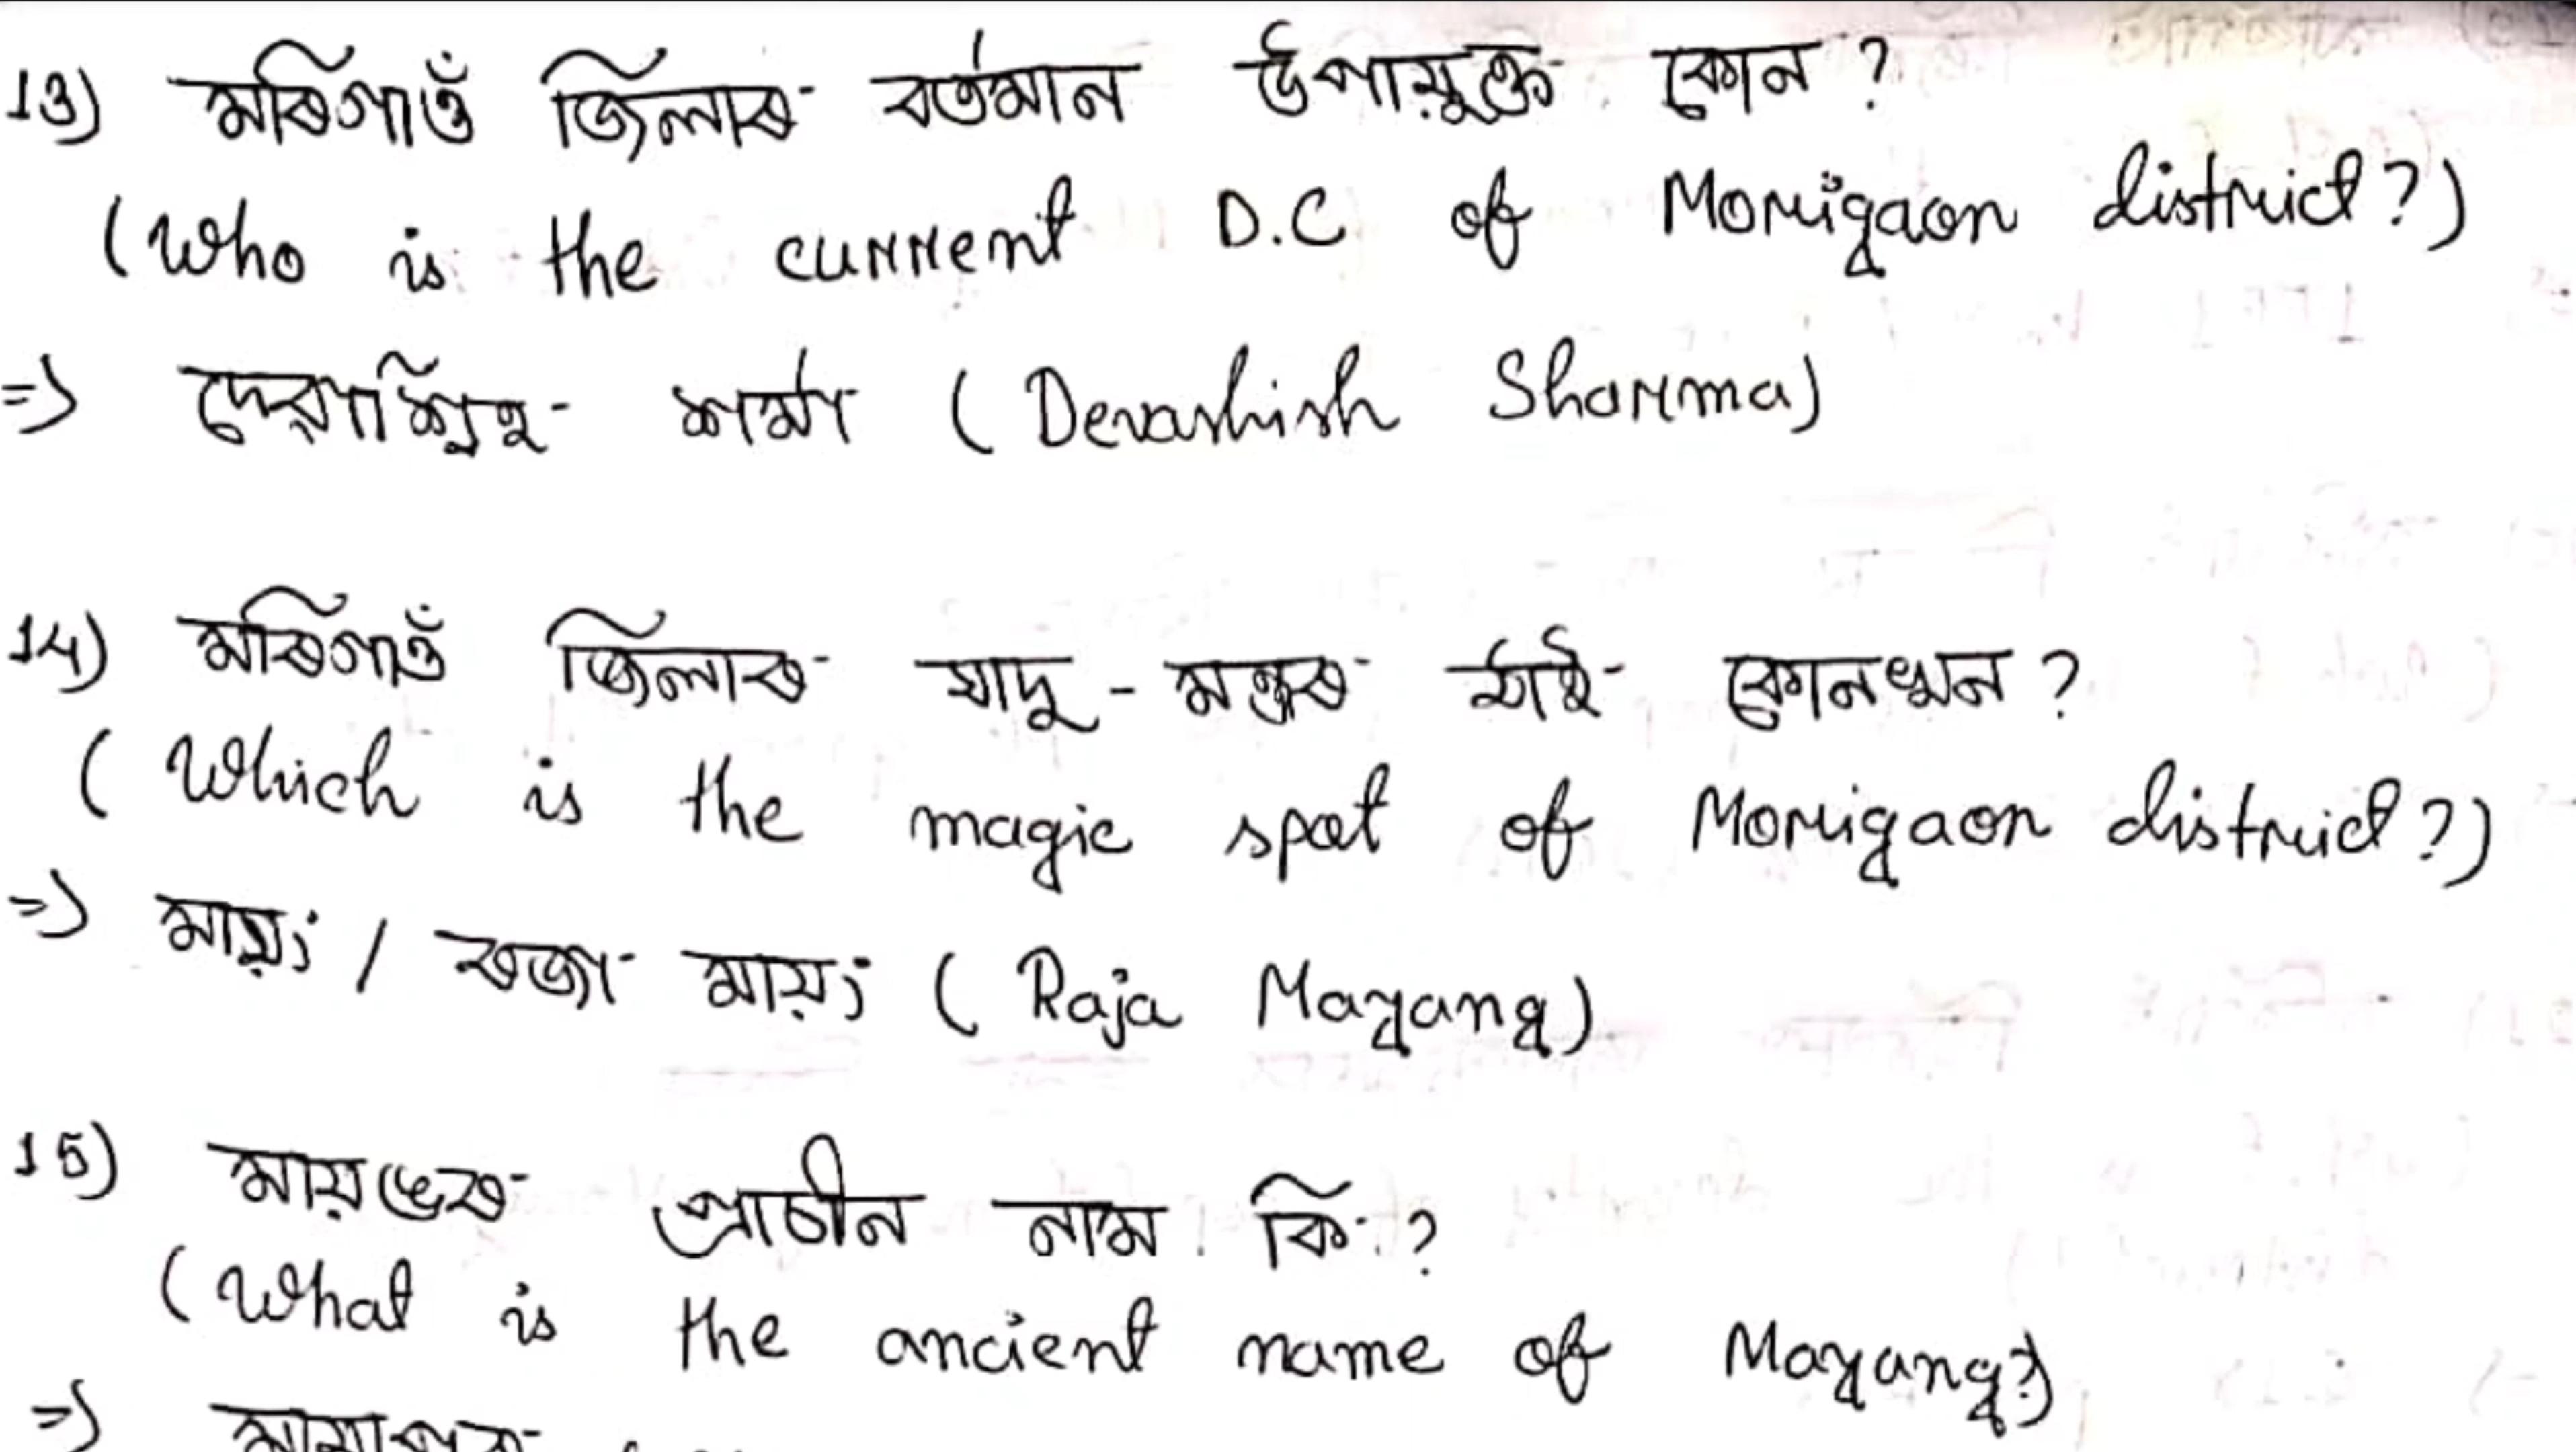 13) মৰিগাওঁ জিলাৰ বৰ্তমান উপায়ুক্ত কোন ?
(Who is the current D.C of Morigaon district?)
=> দেৱাশিষ শৰ্মা (Devashish Sharma)
14) মৰিগাওঁ জিলাৰ যাদু - মন্ত্ৰৰ ঠাই কোনখন ?
( Which is the magic spot of Morigaon district?)
=> মায়ং / ৰজা মায়ং ( Raja Mayang)
15) মায়ঙৰ প্ৰাচীন নাম কি ?
(What is the ancient name of Mayang?)
=>